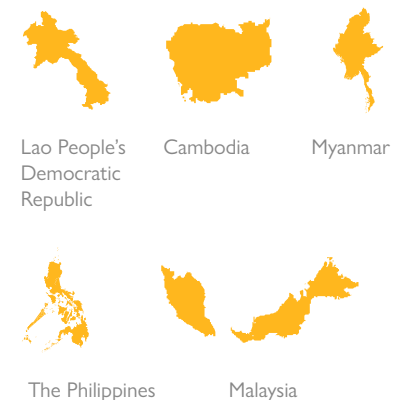 Lao People’s
Democratic
Republic
Cambodia
Myanmar
The Philippines
Malaysia